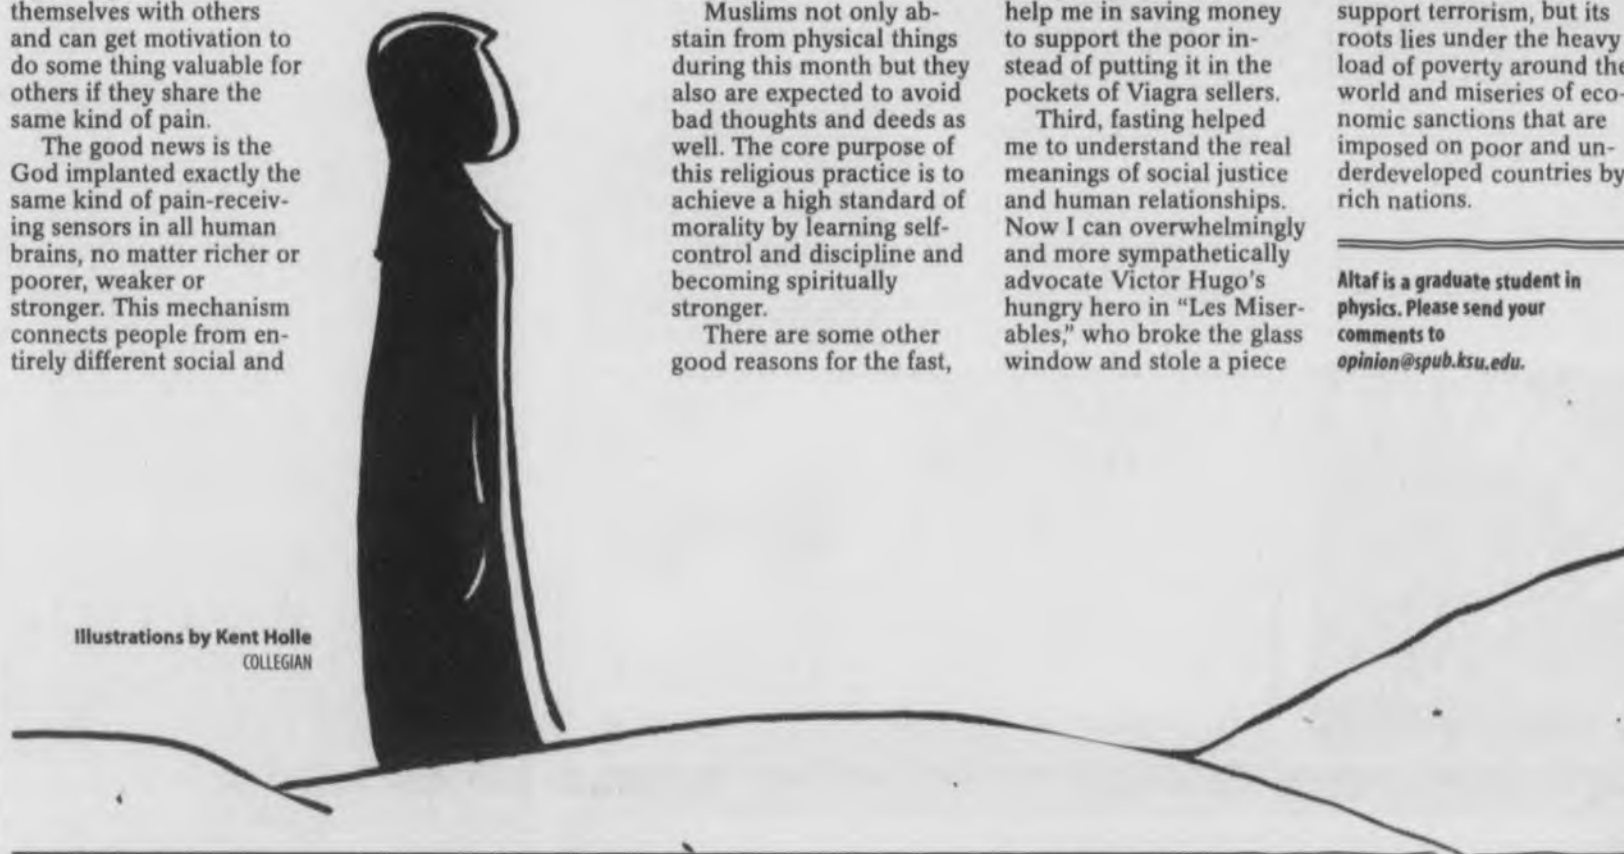 themselves with others
and can get motivation to
do some thing valuable for
others if they share the
same kind of pain.
The good news is the
God implanted exactly the
same kind of pain-receiv-
ing sensors in all human
brains, no matter richer or
poorer, weaker or
stronger. This mechanism
connects people from en-
tirely different social and
Illustrations by Kent Holle
COLLEGIAN
Muslims not only ab-
stain from physical things
during this month but they
also are expected to avoid
bad thoughts and deeds as
well. The core purpose of
this religious practice is to
achieve a high standard of
morality by learning self-
control and discipline and
becoming spiritually
stronger.
There are some other
good reasons for the fast,
help me in saving money
to support the poor in-
stead of putting it in the
pockets of Viagra sellers.
Third, fasting helped
me to understand the real
meanings of social justice
and human relationships.
Now I can overwhelmingly
and more sympathetically
advocate Victor Hugo's
hungry hero in "Les Miser-
ables," who broke the glass
window and stole a piece
support terrorism, but its
roots lies under the heavy
load of poverty around the
world and miseries of eco-
nomic sanctions that are
imposed on poor and un-
derdeveloped countries by
rich nations.
Altaf is a graduate student in
physics. Please send your
comments to
opinion@spub.ksu.edu.